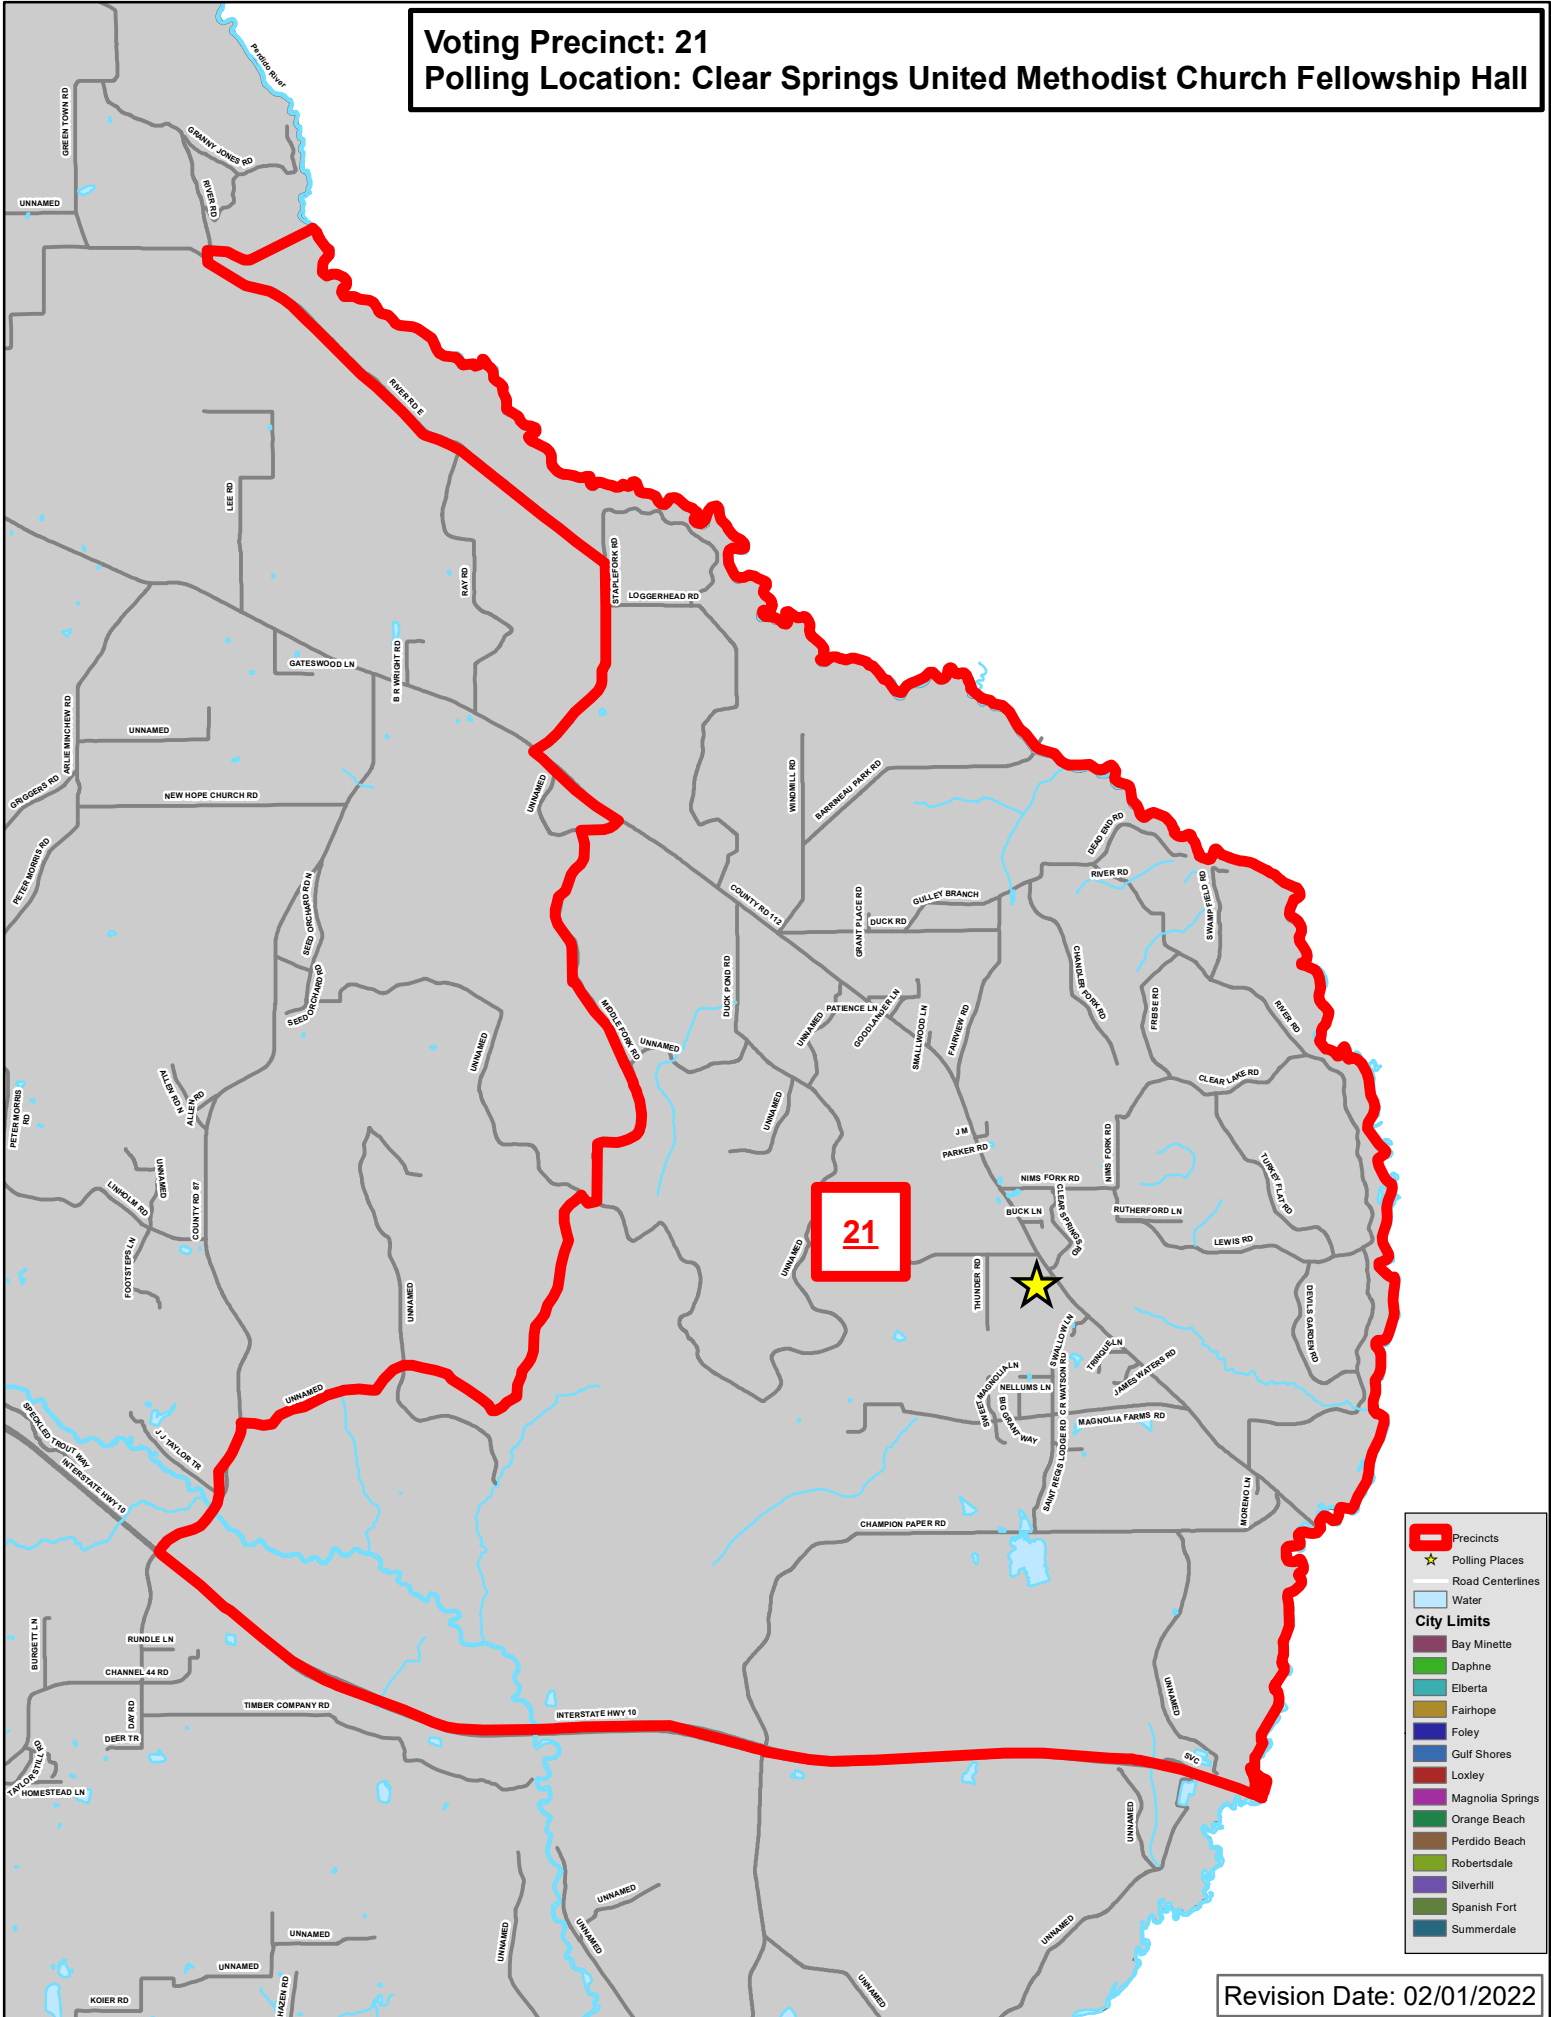 Voting Precinct: 21
Polling Location: Clear Springs United Methodist Church Fellowship Hall
Perdido River
GREEN TOWN RD
GRANNY JONES RD
RIVER RD
UNNAMED
RIVER RD E
LEE RD
RAY RD
STAPLEFORK RD
LOGGERHEAD RD
GATESWOOD LN
B R WRIGHT RD
ARLIE MINCHEW RD
UNNAMED
GRIGGERS RD
NEW HOPE CHURCH RD
UNNAMED
WINDMILL RD
BARRINEAU PARK RD
PETER MORRIS RD
DEAD END RD
RIVER RD
SWAMP FIELD RD
SEED ORCHARD RD N
COUNTY RD 112
GRANT PLACE RD
DUCK RD
GULLEY BRANCH
CHANDLER FORK RD
SEED ORCHARD RD
DUCK POND RD
MIDDLE FORK RD
UNNAMED
UNNAMED
UNNAMED
PATIENCE LN
GOODLANDER LN
SMALLWOOD LN
FAIRVIEW RD
FREISE RD
RIVER RD
CLEAR LAKE RD
ALLEN RD N
ALLEN RD
PETER MORRIS
RD
UNNAMED
J M
PARKER RD
NIMS FORK RD
NIMS FORK RD
TURKEY FLAT RD
UNNAMED
LINHOLM RD
COUNTY RD 87
FOOTSTEPS LN
21
UNNAMED
BUCK LN
CLEAR SPRINGS RD
RUTHERFORD LN
LEWIS RD
THUNDER RD
DEVILS GARDEN RD
UNNAMED
SWALLOW LN
TRINQUE LN
JAMES WATERS RD
UNNAMED
SWEET MAGNOLIA LN
NELLUMS LN
BIG GRANT WAY
C R WATSON RD
SAINT REGIS LODGE RD
MAGNOLIA FARMS RD
SPECKLED TROUT WAY
J J TAYLOR TR
INTERSTATE HWY 10
CHAMPION PAPER RD
MORENO LN
BURGETT LN
RUNDLE LN
CHANNEL 44 RD
DAY RD
TIMBER COMPANY RD
DEER TR
TAYLOR STILL RD
HOMESTEAD LN
INTERSTATE HWY 10
UNNAMED
SVC
UNNAMED
UNNAMED
UNNAMED
UNNAMED
UNNAMED
UNNAMED
UNNAMED
UNNAMED
KOIER RD
HAZEN RD
Precincts
Polling Places
Road Centerlines
Water
City Limits
Bay Minette
Daphne
Elberta
Fairhope
Foley
Gulf Shores
Loxley
Magnolia Springs
Orange Beach
Perdido Beach
Robertsdale
Silverhill
Spanish Fort
Summerdale
Revision Date: 02/01/2022